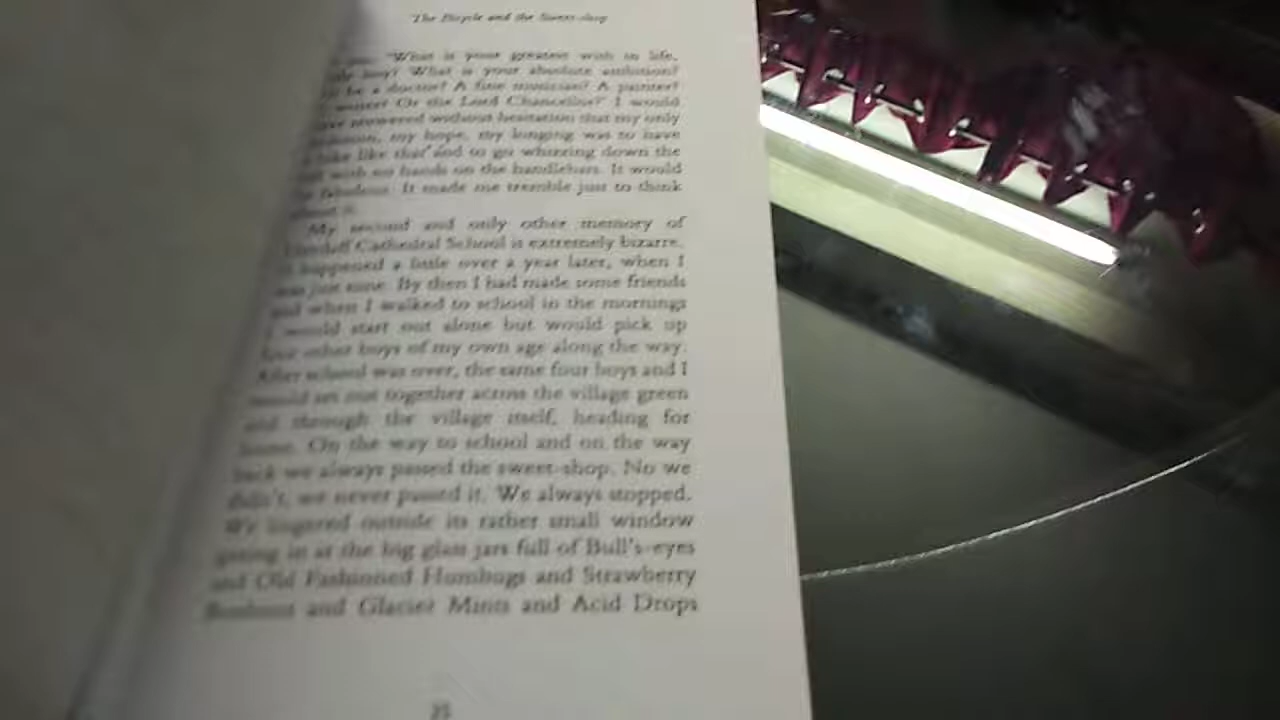 The Bicycle and the Sweet-shop
"What is your greatest wish in life,
boy? What is your absolute ambition?
be a doctor? A fine musician? A painter?
writer? Or the Lord Chancellor?' I would
answered without hesitation that my only
my hope, my longing was to have
bike like that and to go whizzing down the
with no hands on the handlebars. It would
fabulous. It made me tremble just to think
about it.
My second and only other memory of
Llandaff Cathedral School is extremely bizarre.
It happened a little over a year later, when I
was just nine. By then I had made some friends
and when I walked to school in the mornings
I would start out alone but would pick up
four other boys of my own age along the way.
After school was over, the same four boys and I
would set out together across the village green
and through the village itself, heading for
home. On the way to school and on the way
back we always passed the sweet-shop. No we
didn't, we never passed it. We always stopped.
We lingered outside its rather small window
gazing in at the big glass jars full of Bull's-eyes
and Old Fashioned Humbugs and Strawberry
Bonbons and Glacier Mints and Acid Drops
25